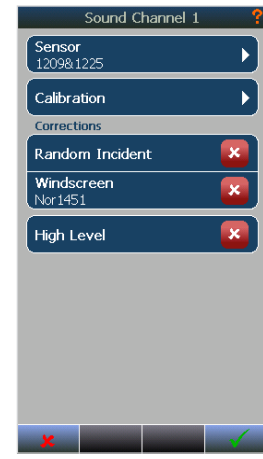 Sound Channel 1 ?
Sensor
1209&1225
Calibration
Corrections
Random Incident
Windscreen
Nor1451
High Level